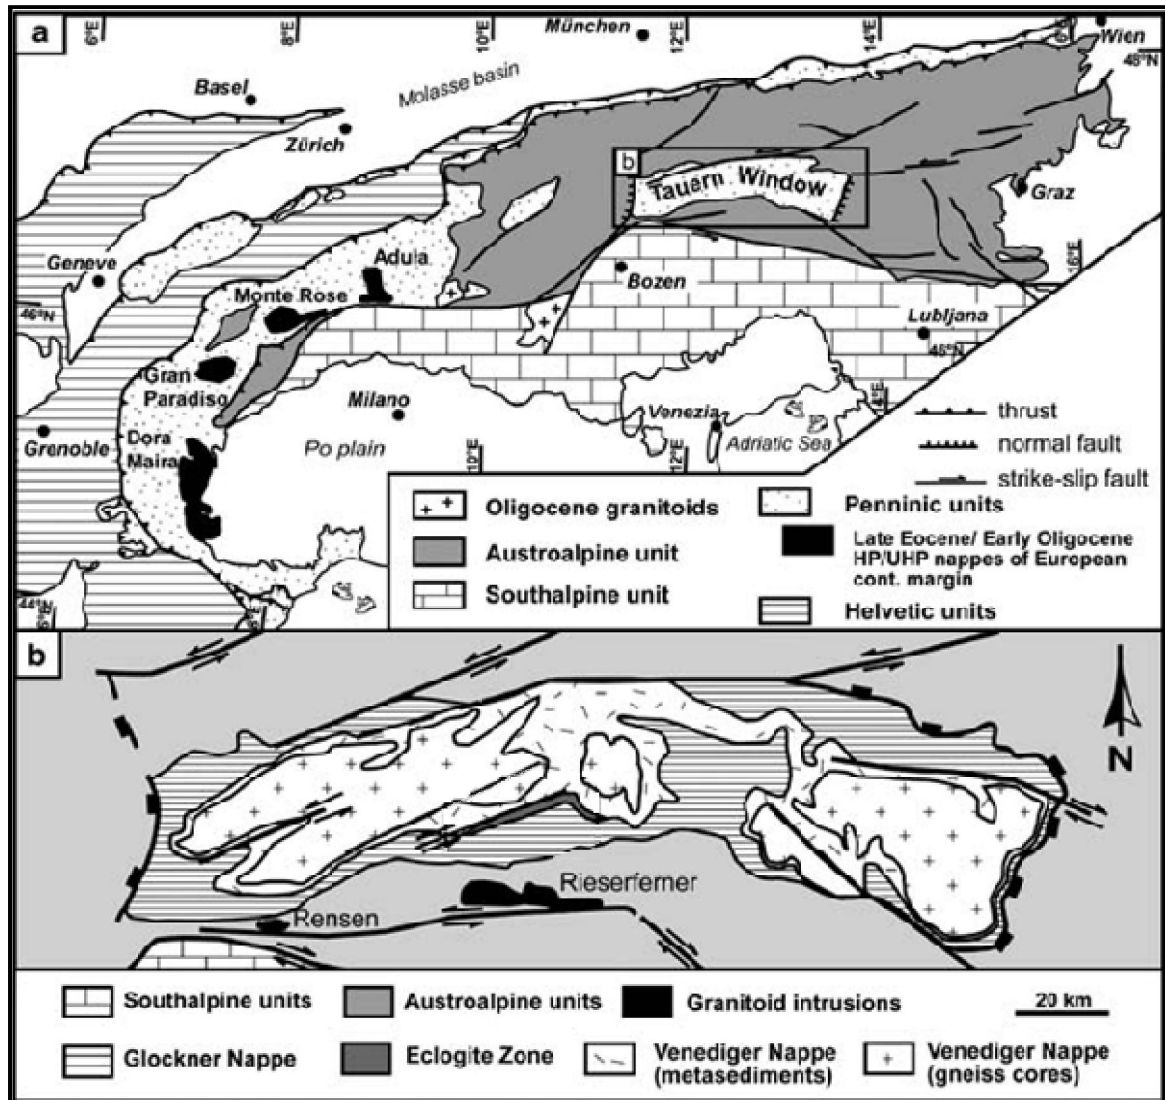 a
6°E
8°E
10°E
München
12°E
14°E
16°E
Wien
48°N
Basel
Molasse basin
Zürich
b
Tauern Window
Graz
Geneve
Adula
Monte Rose
Bozen
16°E
46°N
Lubljana
46°N
Gran
Paradiso
Milano
14°E
Grenoble
Dora
Maira
Po plain
10°E
Venezia
12°E
Adriatic Sea
thrust
normal fault
strike-slip fault
Oligocene granitoids
Penninic units
Austroalpine unit
Late Eocene/ Early Oligocene
HP/UHP nappes of European
cont. margin
Southalpine unit
Helvetic units
44°N
6°E
8°E
b
N
Rieserferner
Rensen
Southalpine units
Austroalpine units
Granitoid intrusions
20 km
Glockner Nappe
Eclogite Zone
Venediger Nappe
(metasediments)
Venediger Nappe
(gneiss cores)